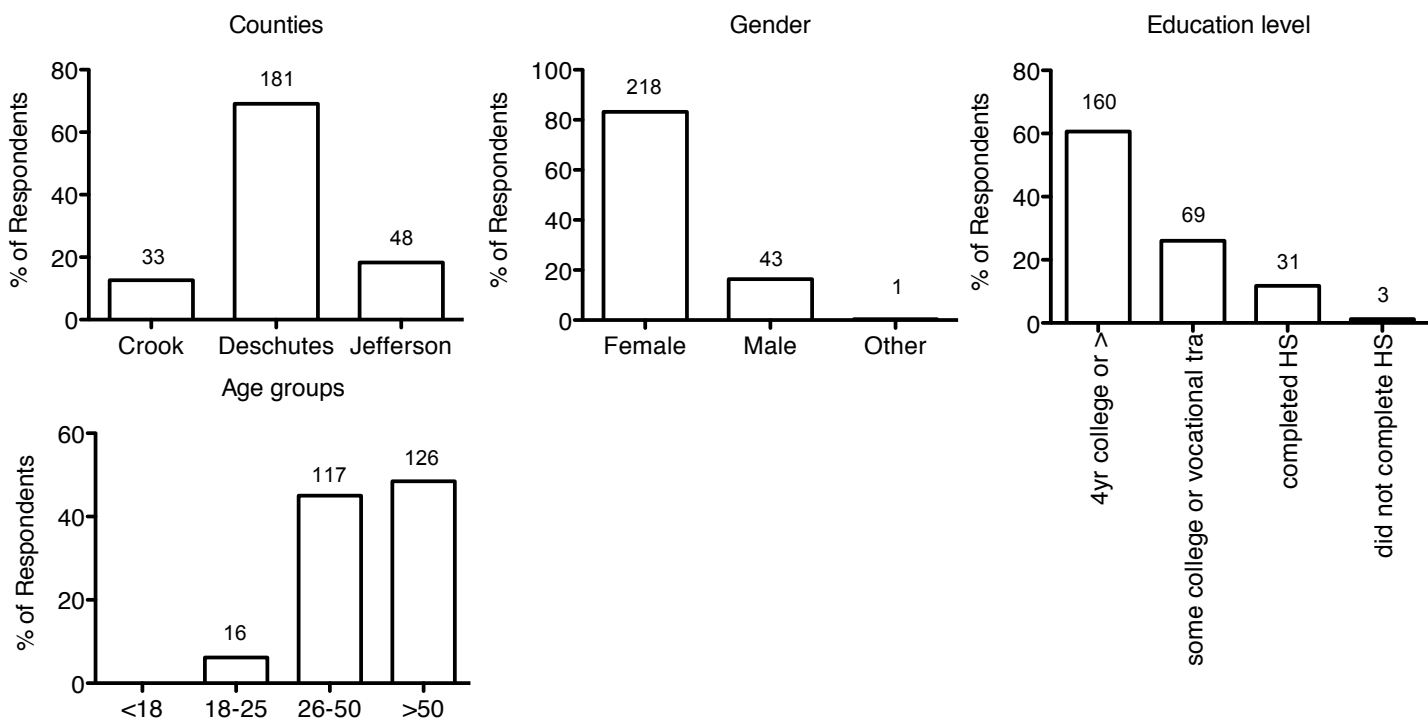 Counties
% of Respondents
80
60
40
20
0
181
33
48
Crook Deschutes Jefferson
Gender
% of Respondents
100
80
60
40
20
0
218
43
1
Female Male Other
Education level
% of Respondents
80
60
40
20
0
160
69
31
3
4yr college or >
some college or vocational tra
completed HS
did not complete HS
Age groups
% of Respondents
60
40
20
0
16
117
126
<18 18-25 26-50 >50